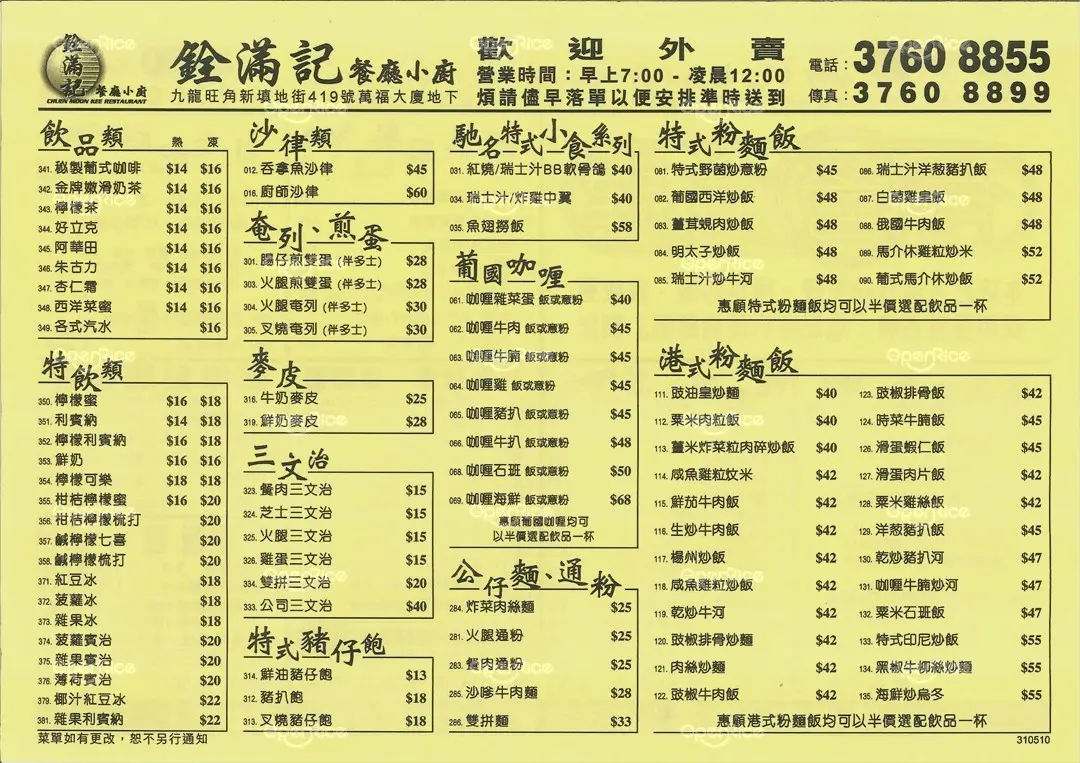 銓滿記
餐廳小廚
CHUEN MOON KEE RESTAURANT
銓滿記 餐廳小廚
九龍旺角新填地街419號萬福大廈地下
歡迎外賣
營業時間：早上7:00 - 凌晨12:00
煩請儘早落單以便安排準時送到
電話：3760 8855
傳真：3760 8899
飲品類 熱 凍
341. 秘製葡式咖啡 $14 $16
342. 金牌嫩滑奶茶 $14 $16
343. 檸檬茶 $14 $16
344. 好立克 $14 $16
345. 阿華田 $14 $16
346. 朱古力 $14 $16
347. 杏仁霜 $14 $16
348. 西洋菜蜜 $14 $16
349. 各式汽水 $16
特飲類
350. 檸檬蜜 $16 $18
351. 利賓納 $14 $18
352. 檸檬利賓納 $16 $18
353. 鮮奶 $16 $16
354. 檸檬可樂 $18 $18
355. 柑桔檸檬蜜 $16 $20
356. 柑桔檸檬梳打 $20
357. 鹹檸檬七喜 $20
358. 鹹檸檬梳打 $20
371. 紅豆冰 $18
372. 菠蘿冰 $18
373. 雜果冰 $18
374. 菠蘿賓治 $20
375. 雜果賓治 $20
376. 薄荷賓治 $20
379. 椰汁紅豆冰 $22
381. 雜果利賓納 $22
菜單如有更改，恕不另行通知
沙律類
012. 吞拿魚沙律 $45
016. 廚師沙律 $60
奄列、煎蛋
301. 腸仔煎雙蛋 (伴多士) $28
303. 火腿煎雙蛋 (伴多士) $28
304. 火腿奄列 (伴多士) $30
305. 叉燒奄列 (伴多士) $30
麥皮
316. 牛奶麥皮 $25
319. 鮮奶麥皮 $28
三文治
323. 餐肉三文治 $15
324. 芝士三文治 $15
325. 火腿三文治 $15
326. 雞蛋三文治 $15
334. 雙拼三文治 $20
333. 公司三文治 $40
特式豬仔飽
314. 鮮油豬仔飽 $13
312. 豬扒飽 $18
313. 叉燒豬仔飽 $18
馳名特式小食系列
031. 紅燒/瑞士汁BB軟骨鴿 $40
034. 瑞士汁/炸雞中翼 $40
035. 魚翅撈飯 $58
葡國咖喱
061. 咖喱雜菜蛋 飯或意粉 $40
062. 咖喱牛肉 飯或意粉 $45
063. 咖喱牛腩 飯或意粉 $45
064. 咖喱雞 飯或意粉 $45
065. 咖喱豬扒 飯或意粉 $45
066. 咖喱牛扒 飯或意粉 $48
068. 咖喱石班 飯或意粉 $50
069. 咖喱海鮮 飯或意粉 $68
惠顧葡國咖喱均可
以半價選配飲品一杯
公仔麵、通粉
284. 炸菜肉絲麵 $25
281. 火腿通粉 $25
283. 餐肉通粉 $25
285. 沙嗲牛肉麵 $28
286. 雙拼麵 $33
特式粉麵飯
081. 特式野菌炒意粉 $45
082. 葡國西洋炒飯 $48
083. 薑茸蜆肉炒飯 $48
084. 明太子炒飯 $48
085. 瑞士汁炒牛河 $48
086. 瑞士汁洋葱豬扒飯 $48
087. 白菌雞皇飯 $48
088. 俄國牛肉飯 $48
089. 馬介休雞粒炒米 $52
090. 葡式馬介休炒飯 $52
惠顧特式粉麵飯均可以半價選配飲品一杯
港式粉麵飯
111. 豉油皇炒麵 $40
112. 粟米肉粒飯 $40
113. 薑米炸菜粒肉碎炒飯 $40
114. 咸魚雞粒炆米 $42
115. 鮮茄牛肉飯 $42
116. 生炒牛肉飯 $42
117. 楊州炒飯 $42
118. 咸魚雞粒炒飯 $42
119. 乾炒牛河 $42
120. 豉椒排骨炒麵 $42
121. 肉絲炒麵 $42
122. 豉椒牛肉飯 $42
123. 豉椒排骨飯 $42
124. 時菜牛腩飯 $45
126. 滑蛋蝦仁飯 $45
127. 滑蛋肉片飯 $42
128. 粟米雞絲飯 $42
129. 洋葱豬扒飯 $45
130. 乾炒豬扒河 $47
131. 咖喱牛腩炒河 $47
132. 粟米石班飯 $47
133. 特式印尼炒飯 $55
134. 黑椒牛柳絲炒麵 $55
135. 海鮮炒烏冬 $55
惠顧港式粉麵飯均可以半價選配飲品一杯
310510